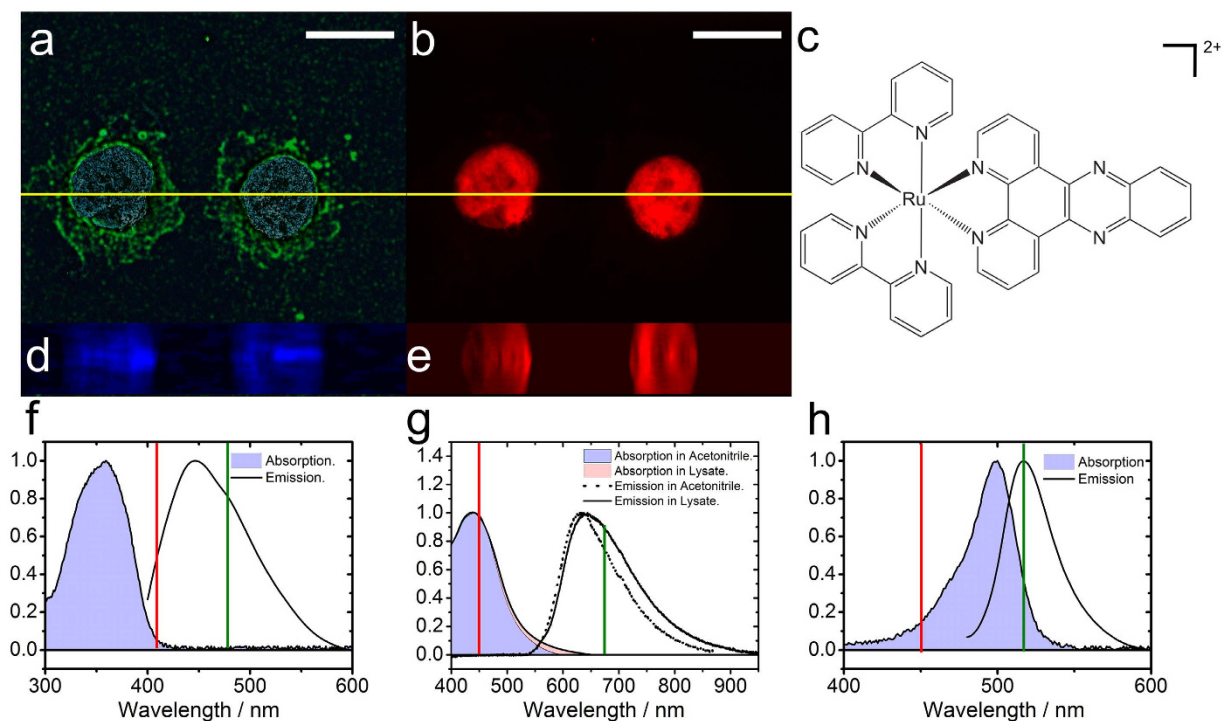 a
b
c
2+
N
N
N
N
N
N
Ru
N
N
d
e
f
1.0
0.8
0.6
0.4
0.2
0.0
Absorption.
Emission.
300
400
500
600
Wavelength / nm
g
1.4
1.2
1.0
0.8
0.6
0.4
0.2
0.0
Absorption in Acetonitrile.
Absorption in Lysate.
Emission in Acetonitrile.
Emission in Lysate.
400
500
600
700
800
900
Wavelength / nm
h
1.0
0.8
0.6
0.4
0.2
0.0
Absorption
Emission
400
500
600
Wavelength / nm